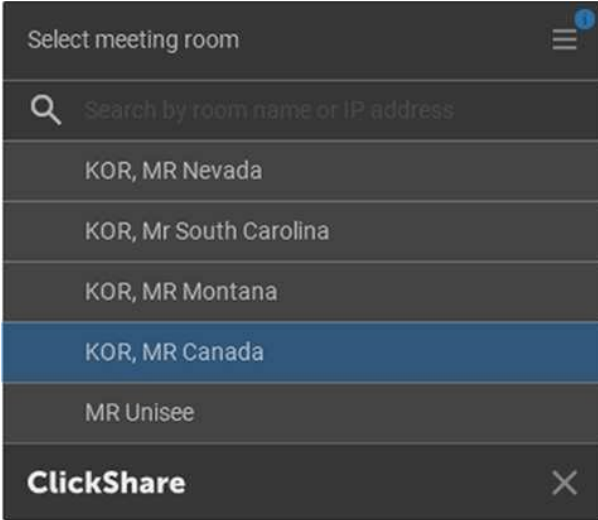 Select meeting room
Search by room name or IP address
KOR, MR Nevada
KOR, Mr South Carolina
KOR, MR Montana
KOR, MR Canada
MR Unisee
ClickShare